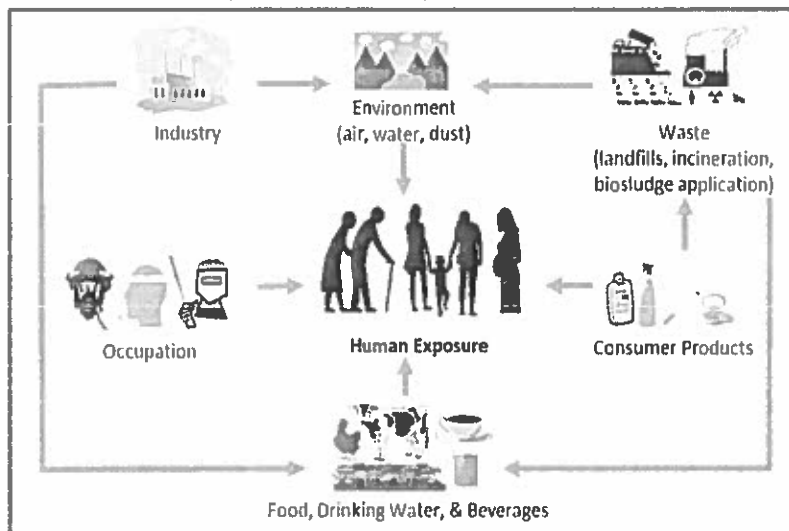 Industry
Environment
(air, water, dust)
Waste
(landfills, incineration,
biosludge application)
Occupation
Human Exposure
Consumer Products
Food, Drinking Water, & Beverages